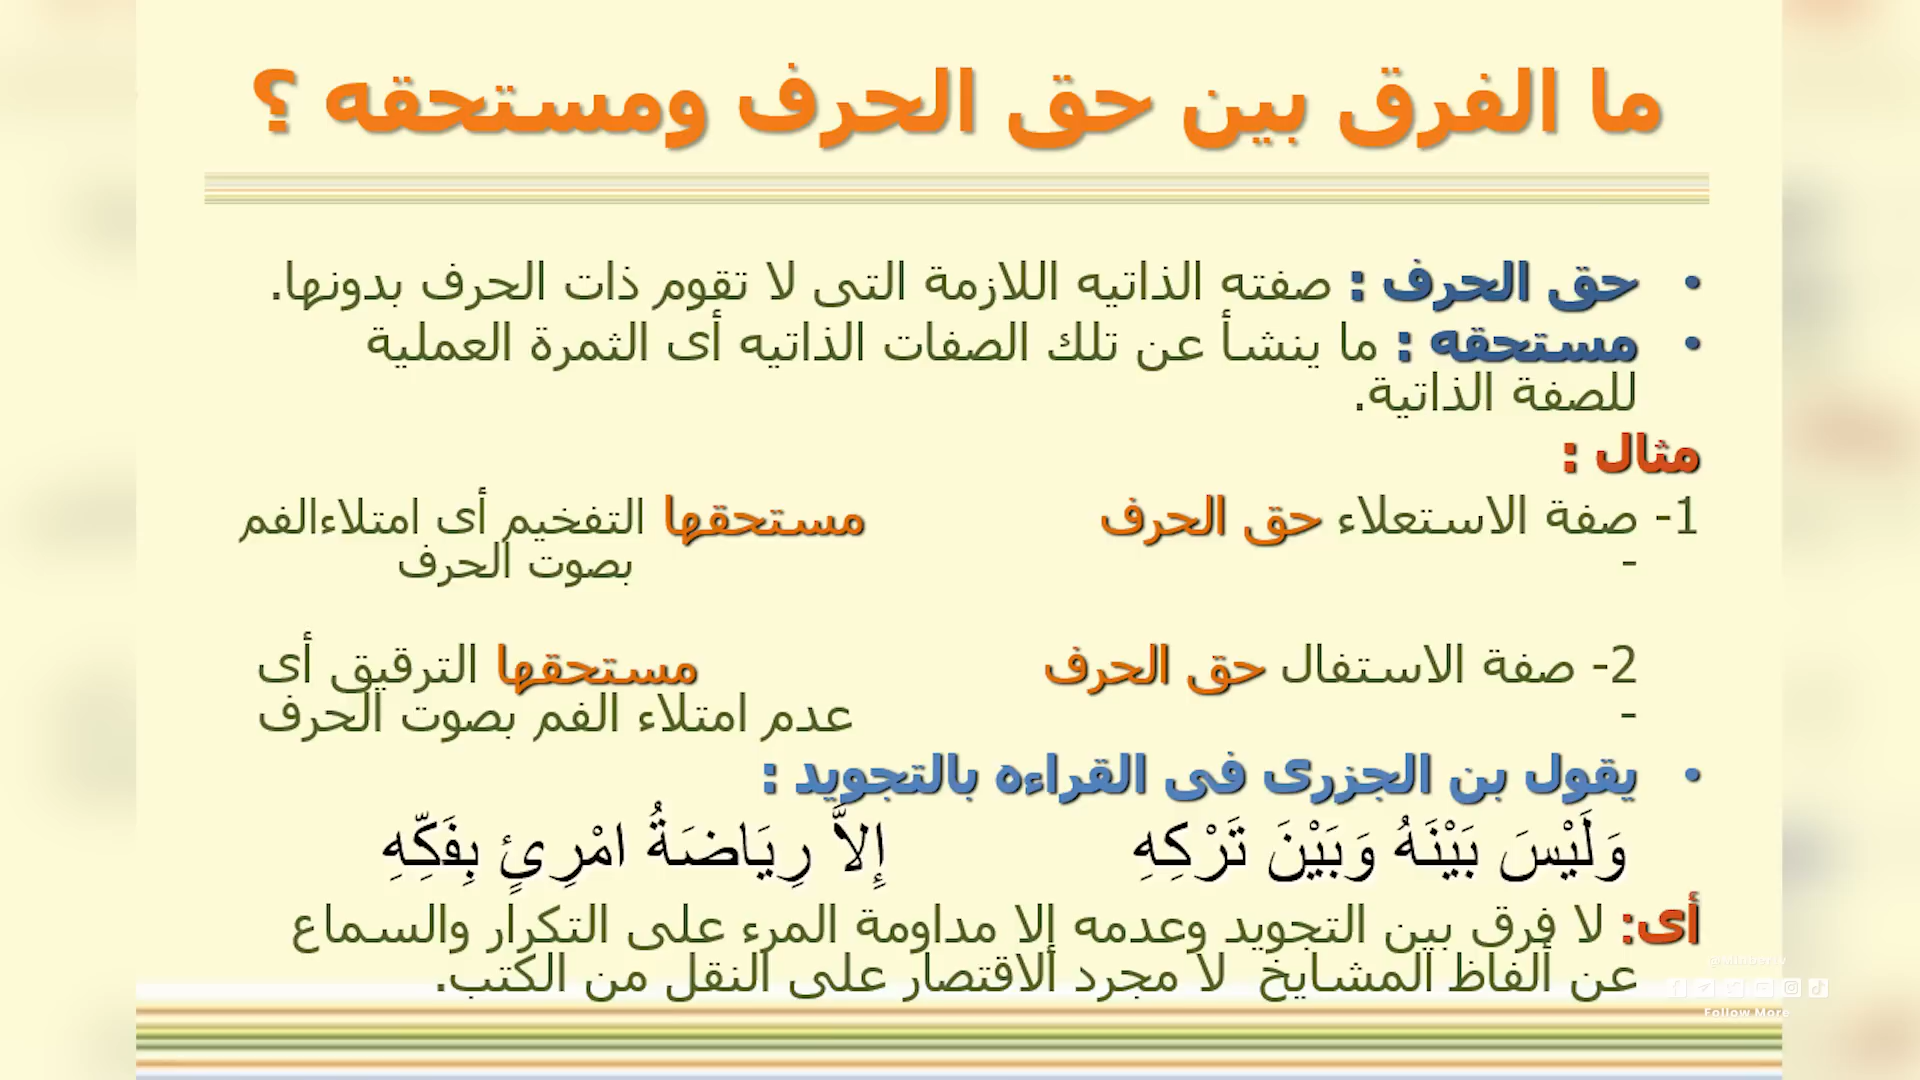 ما الفرق بين حق الحرف ومستحقه ؟
• حق الحرف : صفته الذاتيه اللازمة التى لا تقوم ذات الحرف بدونها.
• مستحقه : ما ينشأ عن تلك الصفات الذاتيه أى الثمرة العملية
للصفة الذاتية.
مثال :
1- صفة الاستعلاء حق الحرف مستحقها التفخيم أى امتلاءالفم
- بصوت الحرف
2- صفة الاستفال حق الحرف مستحقها الترقيق أى
- عدم امتلاء الفم بصوت الحرف
• يقول بن الجزرى فى القراءه بالتجويد :
وَلَيْسَ بَيْنَهُ وَبَيْنَ تَرْكِهِ إِلاَّ رِيَاضَةُ امْرِئٍ بِفَكِّهِ
أى: لا فرق بين التجويد وعدمه إلا مداومة المرء على التكرار والسماع
عن ألفاظ المشايخ لا مجرد الاقتصار على النقل من الكتب.
Follow More